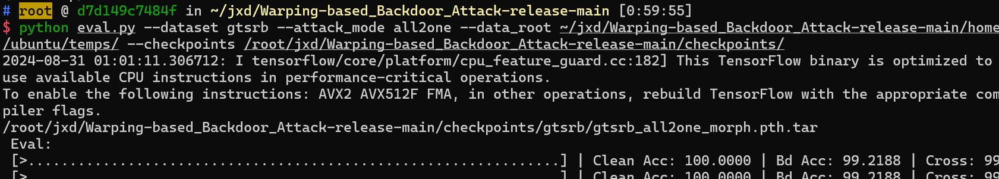 # root @ d7d149c7484f in ~/jxd/Warping-based_Backdoor_Attack-release-main [0:59:55]
$ python eval.py --dataset gtsrb --attack_mode all2one --data_root ~/jxd/Warping-based_Backdoor_Attack-release-main/home
/ubuntu/temps/ --checkpoints /root/jxd/Warping-based_Backdoor_Attack-release-main/checkpoints/
2024-08-31 01:01:11.306712: I tensorflow/core/platform/cpu_feature_guard.cc:182] This TensorFlow binary is optimized to
use available CPU instructions in performance-critical operations.
To enable the following instructions: AVX2 AVX512F FMA, in other operations, rebuild TensorFlow with the appropriate com
piler flags.
/root/jxd/Warping-based_Backdoor_Attack-release-main/checkpoints/gtsrb/gtsrb_all2one_morph.pth.tar
Eval:
[>................................................................] | Clean Acc: 100.0000 | Bd Acc: 99.2188 | Cross: 99
[> ] | Clean Acc: 100.0000 | Bd Acc: 99.2188 | Cross: 99